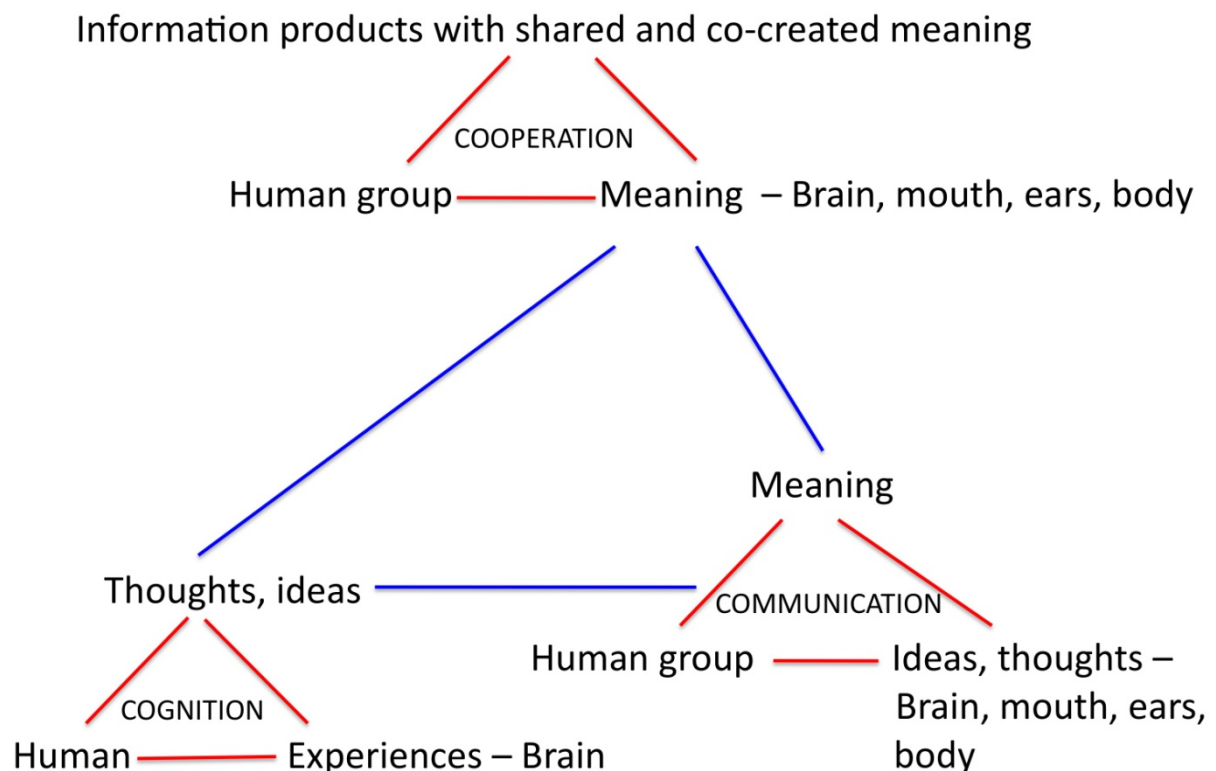 Information products with shared and co-created meaning
COOPERATION
Human group
Meaning – Brain, mouth, ears, body
Meaning
Thoughts, ideas
COMMUNICATION
Human group
Ideas, thoughts –
Brain, mouth, ears,
body
COGNITION
Human
Experiences – Brain